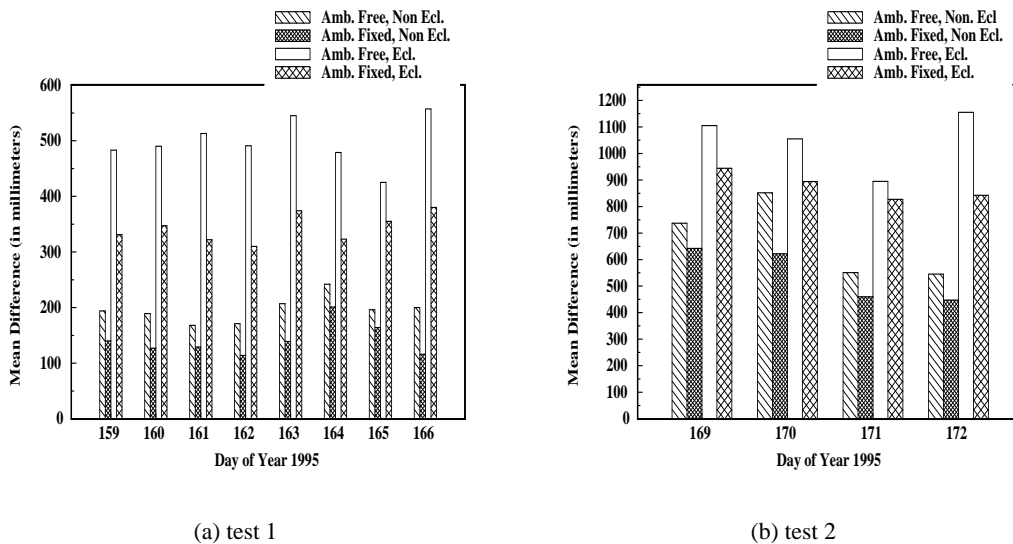 Amb. Free, Non Ecl.
Amb. Fixed, Non Ecl.
Amb. Free, Ecl.
Amb. Fixed, Ecl.
600
500
400
300
200
100
0
Mean Difference (in millimeters)
159 160 161 162 163 164 165 166
Day of Year 1995
(a) test 1
Amb. Free, Non. Ecl
Amb. Fixed, Non Ecl.
Amb. Free, Ecl.
Amb. Fixed, Ecl.
1200
1100
1000
900
800
700
600
500
400
300
200
100
0
Mean Difference (in millimeters)
169 170 171 172
Day of Year 1995
(b) test 2